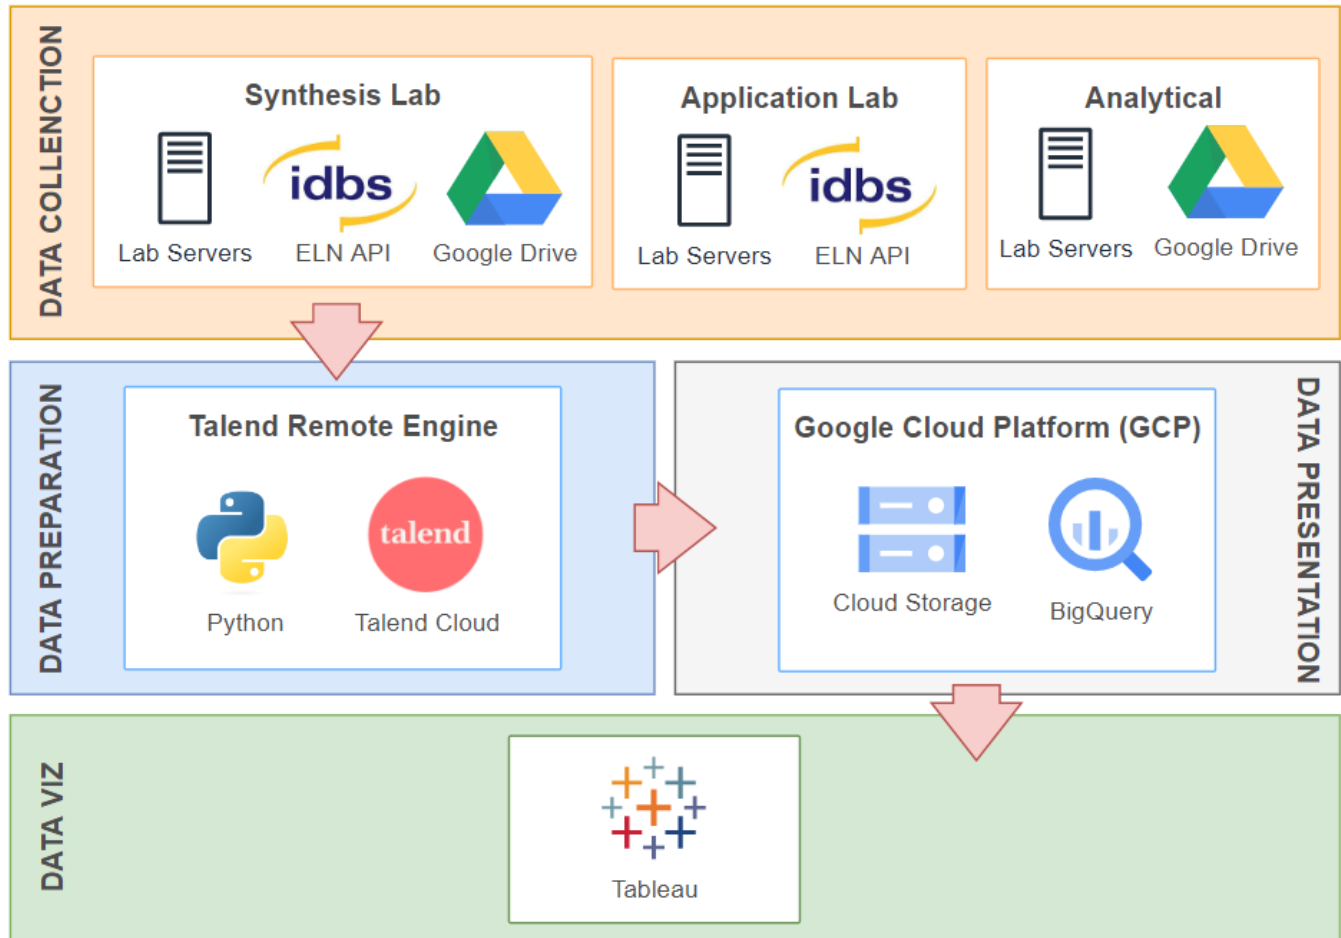 DATA COLLENCTION
Synthesis Lab
idbs
Lab Servers
ELN API
Google Drive
Application Lab
idbs
Lab Servers
ELN API
Analytical
Lab Servers
Google Drive
DATA PREPARATION
Talend Remote Engine
talend
Python
Talend Cloud
Google Cloud Platform (GCP)
Cloud Storage
BigQuery
DATA PRESENTATION
DATA VIZ
Tableau